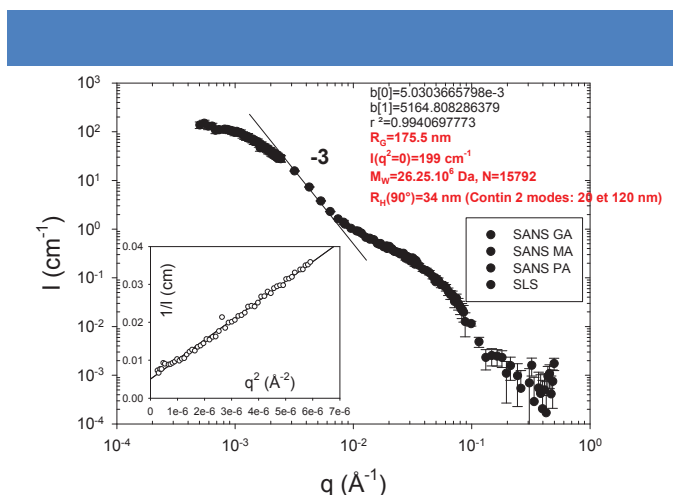 b[0]=5.0303665798e-3
b[1]=5164.808286379
r ²=0.9940697773
R_G=175.5 nm
I(q²=0)=199 cm⁻¹
M_W=26.25.10⁶ Da, N=15792
R_H(90°)=34 nm (Contin 2 modes: 20 et 120 nm)
-3
SANS GA
SANS MA
SANS PA
SLS
I (cm⁻¹)
10³
10²
10¹
10⁰
10⁻¹
10⁻²
10⁻³
10⁻⁴
1/I (cm)
0.04
0.03
0.02
0.01
0.00
q² (Å⁻²)
0 1e-6 2e-6 3e-6 4e-6 5e-6 6e-6 7e-6
10⁻⁴ 10⁻³ 10⁻² 10⁻¹ 10⁰
q (Å⁻¹)